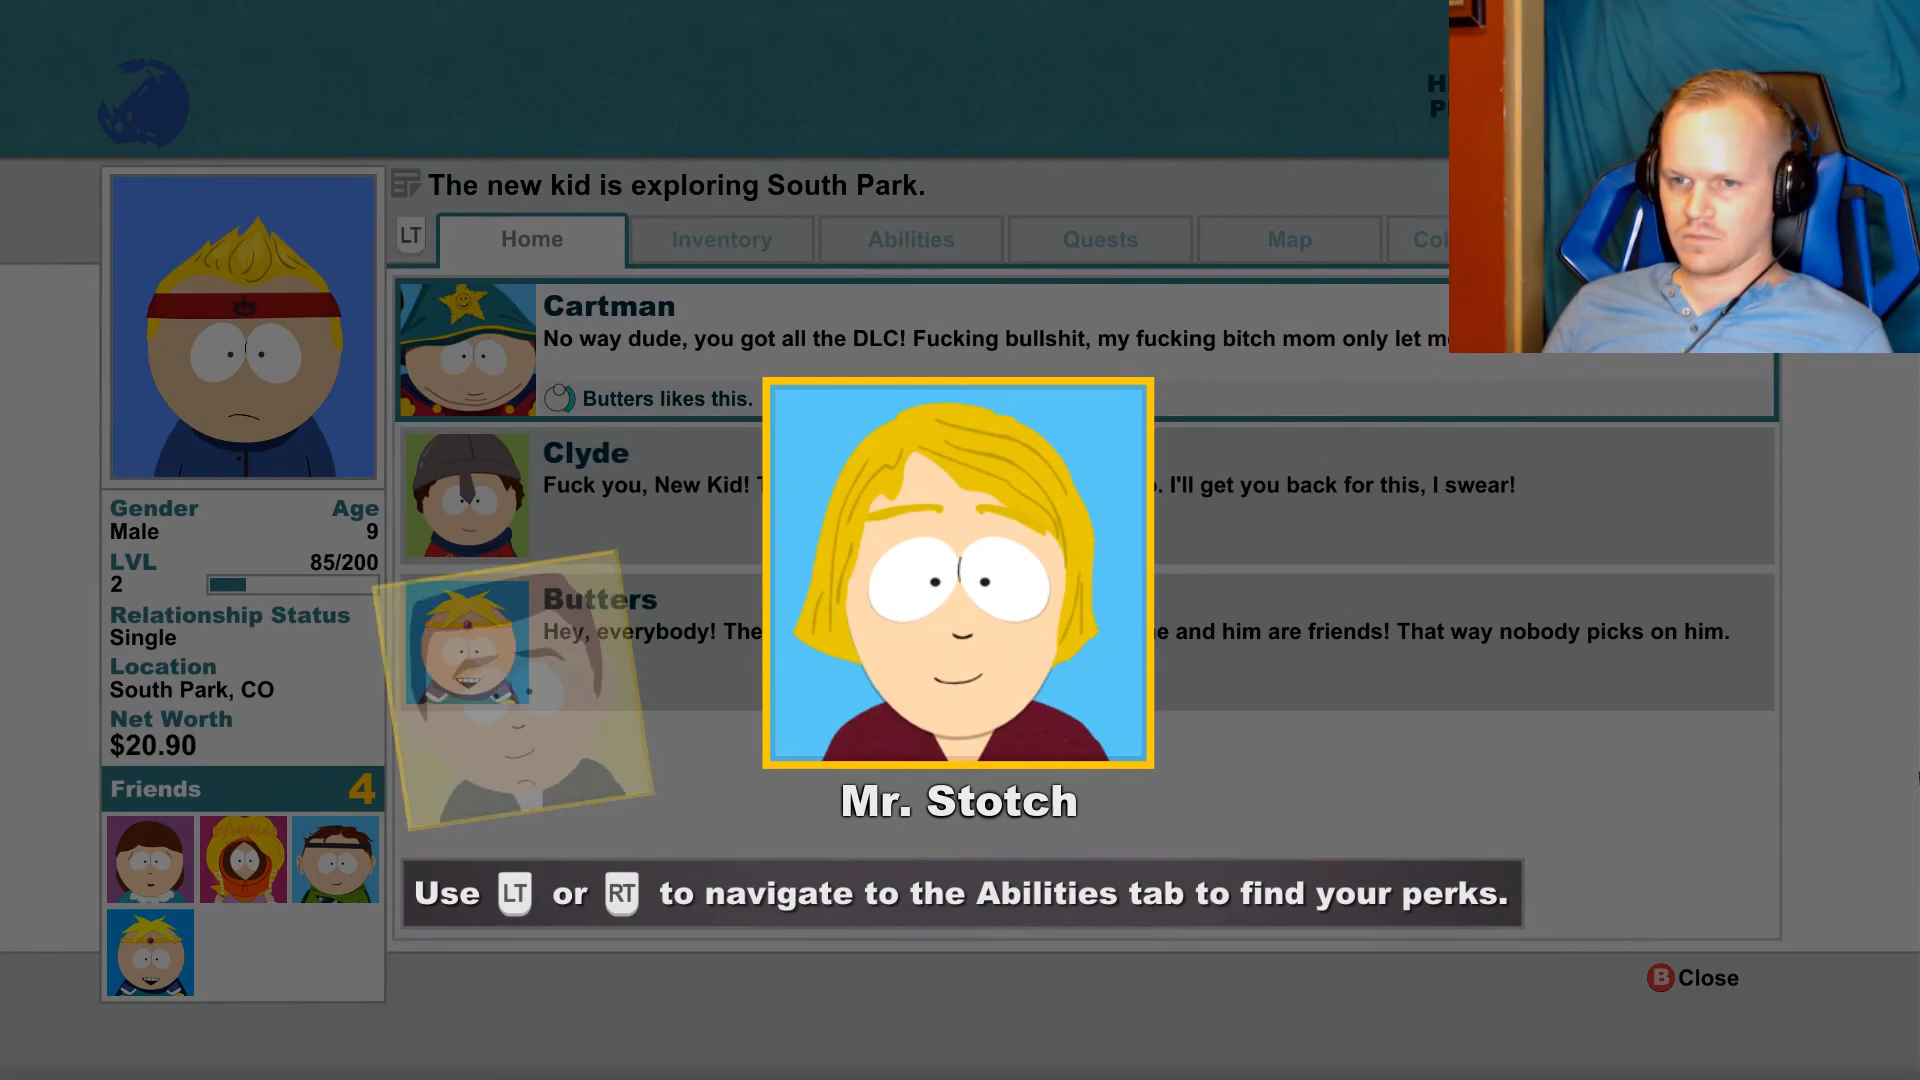 The new kid is exploring South Park.
LT
Home
Inventory
Abilities
Quests
Map
Cartman
No way dude, you got all the DLC! Fucking bullshit, my fucking bitch mom only let
Butters likes this.
Clyde
Fuck you, New Kid! I'll get you back for this, I swear!
Butters
Hey, everybody! and him are friends! That way nobody picks on him.
Gender Age
Male 9
LVL 85/200
2
Relationship Status
Single
Location
South Park, CO
Net Worth
$20.90
Friends 4
Mr. Stotch
Use LT or RT to navigate to the Abilities tab to find your perks.
B Close